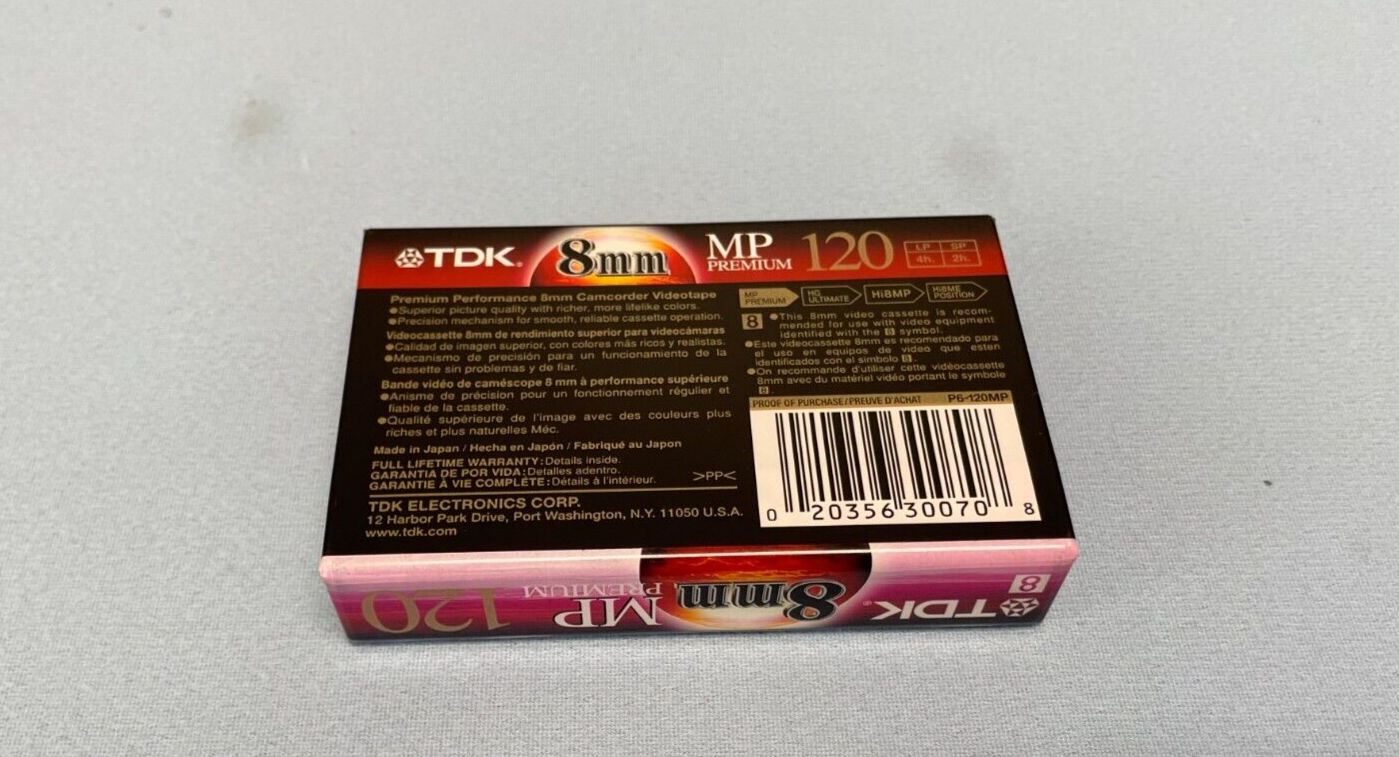 TDK
8mm
MP
PREMIUM
120
LP SP
4h. 2h.
Premium Performance 8mm Camcorder Videotape
●Superior picture quality with richer, more lifelike colors.
●Precision mechanism for smooth, reliable cassette operation.
Videocassette 8mm de rendimiento superior para videocámaras
●Calidad de imagen superior, con colores más ricos y realistas.
●Mecanismo de precisión para un funcionamiento de la
cassette sin problemas y de fiar.
Bande vidéo de caméscope 8 mm à performance supérieure
●Anisme de précision pour un fonctionnement régulier et
fiable de la cassette.
●Qualité supérieure de l'image avec des couleurs plus
riches et plus naturelles Méc.
Made in Japan / Hecha en Japón / Fabriqué au Japon
FULL LIFETIME WARRANTY: Details inside.
GARANTIA DE POR VIDA: Detalles adentro.
GARANTIE À VIE COMPLÈTE: Détails à l'intérieur.
>PP<
TDK ELECTRONICS CORP.
12 Harbor Park Drive, Port Washington, N.Y. 11050 U.S.A.
www.tdk.com
MP PREMIUM
HG ULTIMATE
Hi8MP
Hi8ME POSITION
8 ●This 8mm video cassette is recom-
mended for use with video equipment
identified with the 8 symbol.
●Este videocassette 8mm es recomendado para
el uso en equipos de video que esten
identificados con el simbolo 8.
●On recommande d'utiliser cette vidéocassette
8mm avec du matériel vidéo portant le symbole
8.
PROOF OF PURCHASE/PREUVE D'ACHAT P6-120MP
0 20356 30070 8
8
TDK
8mm
MP
PREMIUM
120